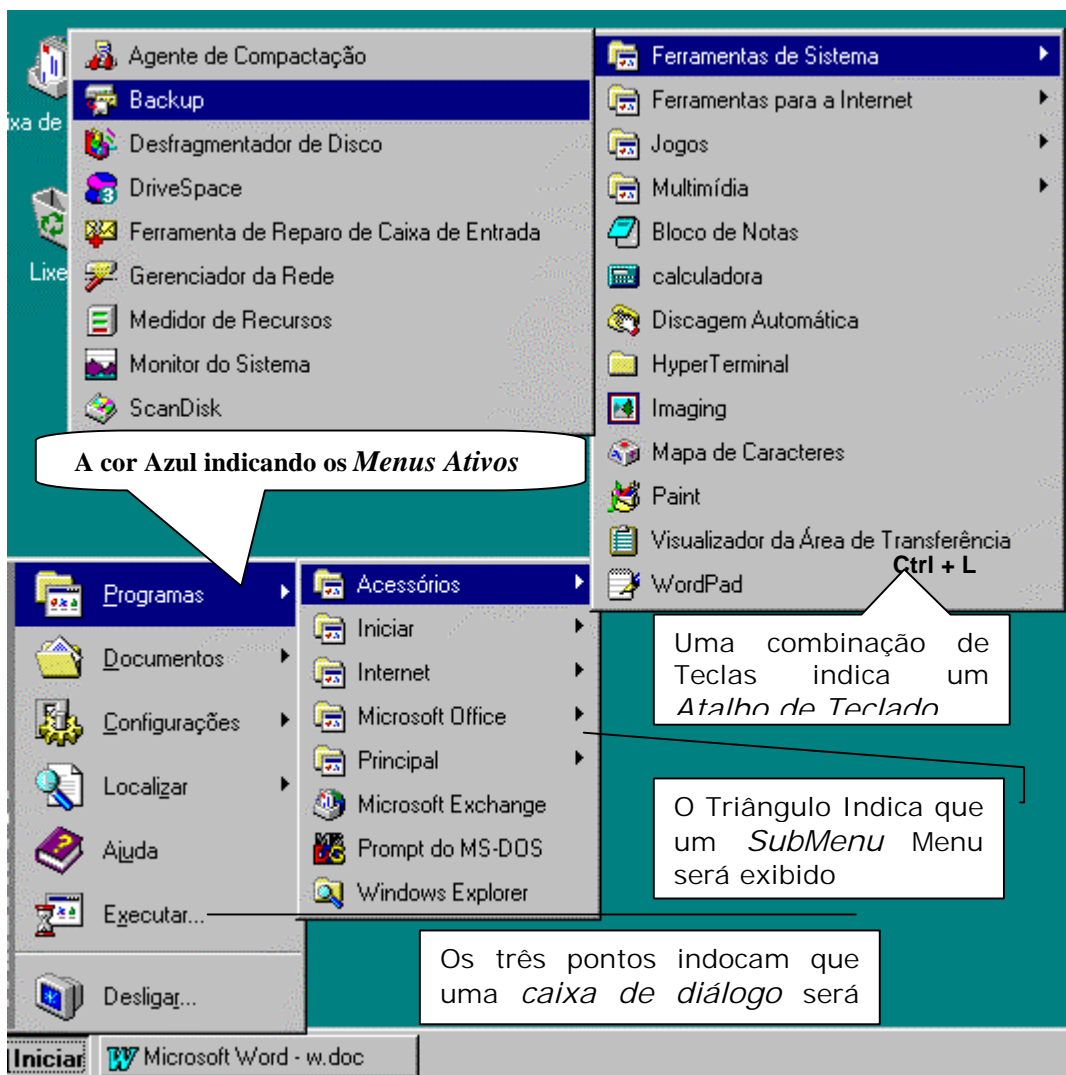 Agente de Compactação
Backup
Desfragmentador de Disco
DriveSpace
Ferramenta de Reparo de Caixa de Entrada
Gerenciador da Rede
Medidor de Recursos
Monitor do Sistema
ScanDisk
ixa de
Lixe
Ferramentas de Sistema
Ferramentas para a Internet
Jogos
Multimídia
Bloco de Notas
calculadora
Discagem Automática
HyperTerminal
Imaging
Mapa de Caracteres
Paint
Visualizador da Área de Transferência
Ctrl + L
WordPad
A cor Azul indicando os Menus Ativos
Programas
Documentos
Configurações
Localizar
Ajuda
Executar...
Desligar...
Acessórios
Iniciar
Internet
Microsoft Office
Principal
Microsoft Exchange
Prompt do MS-DOS
Windows Explorer
Uma combinação de
Teclas indica um
Atalho de Teclado
O Triângulo Indica que
um SubMenu Menu
será exibido
Os três pontos indocam que
uma caixa de diálogo será
Iniciar
Microsoft Word - w.doc